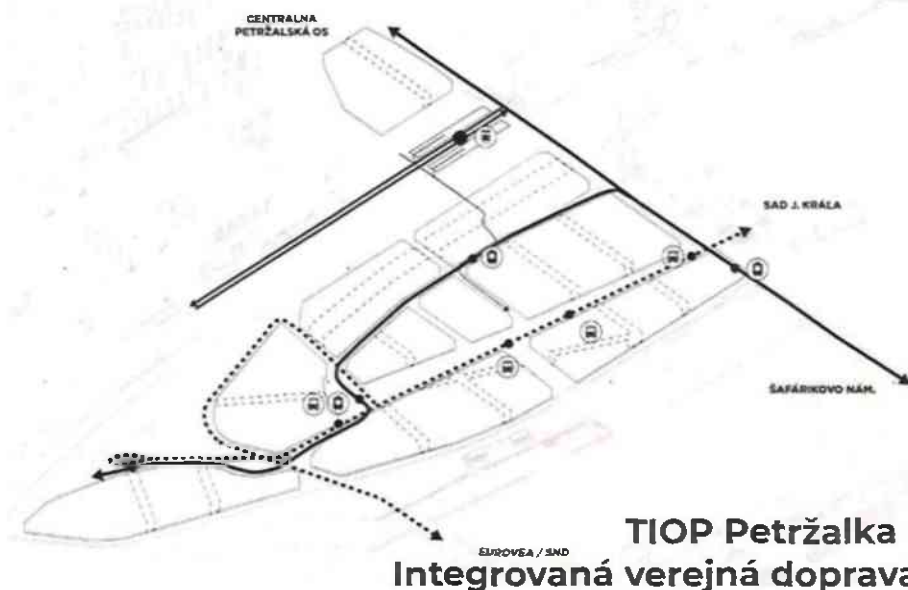 CENTRALNA
PETRŽALSKÁ OS
SAD J. KRÁĽA
ŠAFÁRIKOVO NÁM.
EUROVEA / SND
TIOP Petržalka
Integrovaná verejná doprava